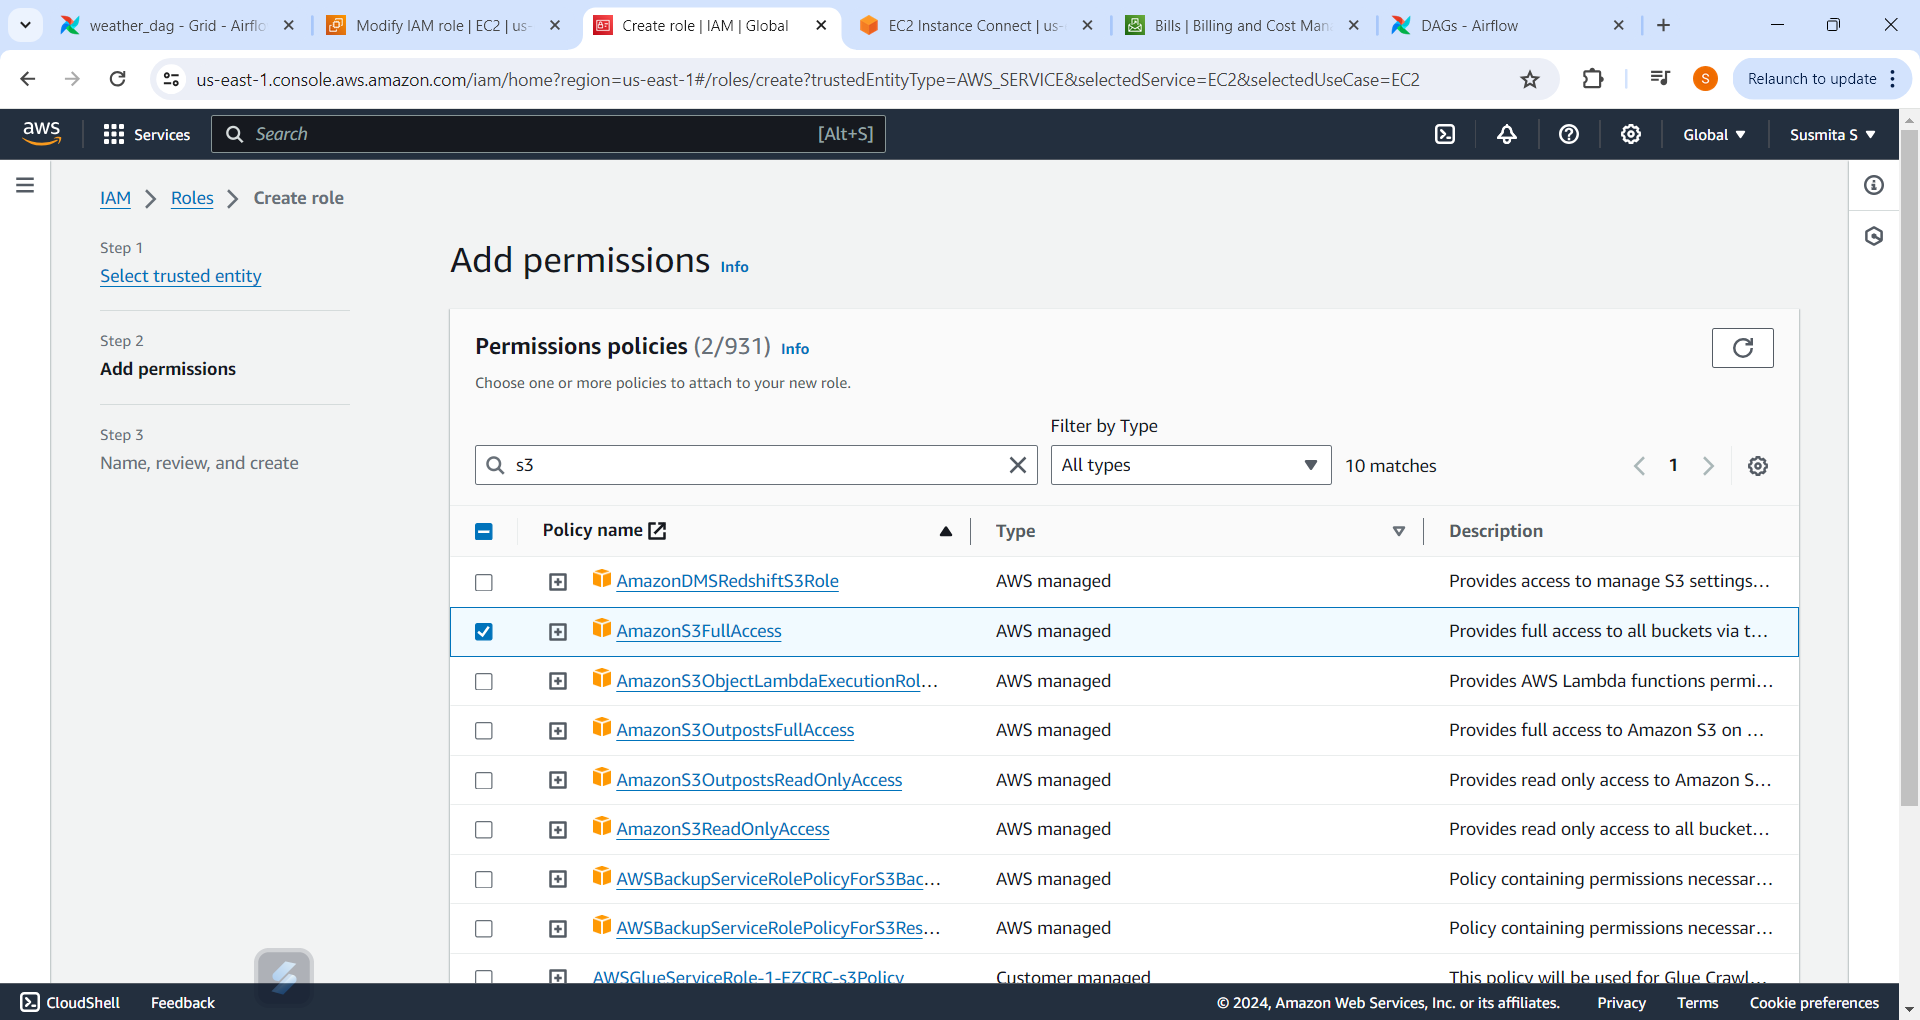 weather_dag - Grid - Airflo
Modify IAM role | EC2 | us-
Create role | IAM | Global
EC2 Instance Connect | us-
Bills | Billing and Cost Man
DAGs - Airflow
us-east-1.console.aws.amazon.com/iam/home?region=us-east-1#/roles/create?trustedEntityType=AWS_SERVICE&selectedService=EC2&selectedUseCase=EC2
S
Relaunch to update
aws
Services
Search
[Alt+S]
Global
Susmita S
IAM
Roles
Create role
Step 1
Select trusted entity
Step 2
Add permissions
Step 3
Name, review, and create
Add permissions Info
Permissions policies (2/931) Info
Choose one or more policies to attach to your new role.
Filter by Type
s3
All types
10 matches
1
Policy name
Type
Description
AmazonDMSRedshiftS3Role AWS managed Provides access to manage S3 settings...
AmazonS3FullAccess AWS managed Provides full access to all buckets via t...
AmazonS3ObjectLambdaExecutionRol... AWS managed Provides AWS Lambda functions permi...
AmazonS3OutpostsFullAccess AWS managed Provides full access to Amazon S3 on ...
AmazonS3OutpostsReadOnlyAccess AWS managed Provides read only access to Amazon S...
AmazonS3ReadOnlyAccess AWS managed Provides read only access to all bucket...
AWSBackupServiceRolePolicyForS3Bac... AWS managed Policy containing permissions necessar...
AWSBackupServiceRolePolicyForS3Res... AWS managed Policy containing permissions necessar...
AWSGlueServiceRole-1-EZCRC-s3Policy Customer managed This policy will be used for Glue Crawl...
CloudShell
Feedback
© 2024, Amazon Web Services, Inc. or its affiliates.
Privacy
Terms
Cookie preferences